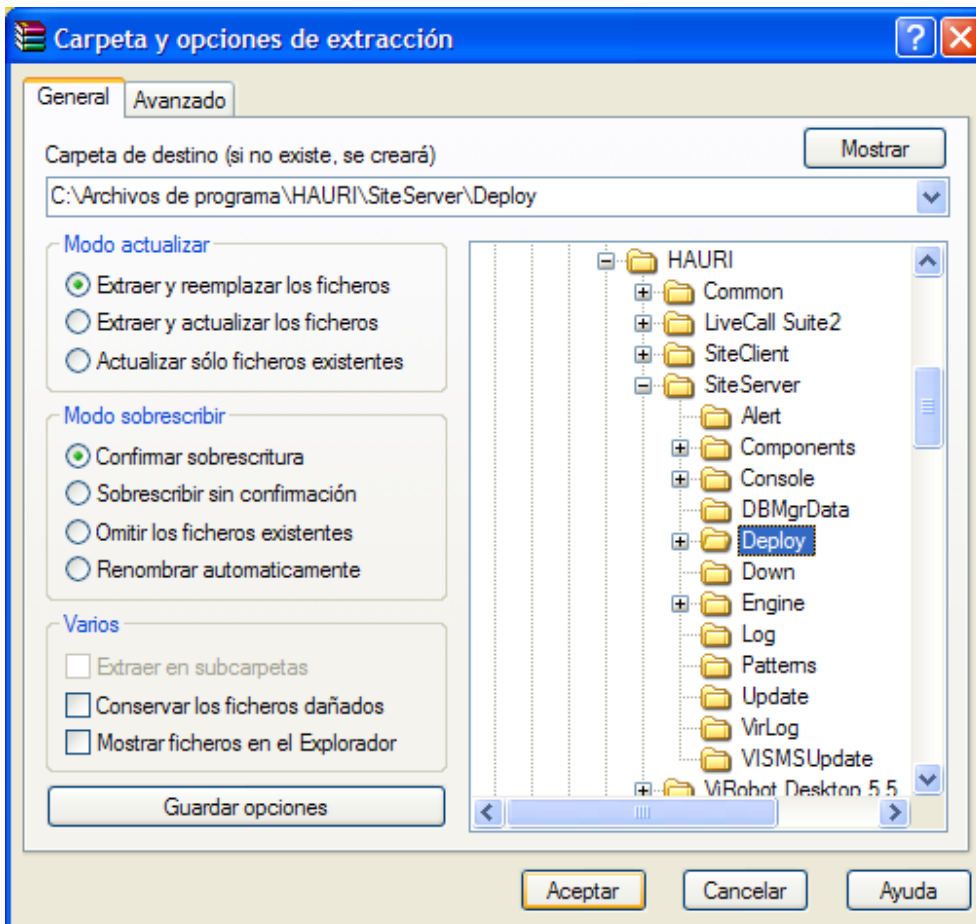 Carpeta y opciones de extracción
General
Avanzado
Carpeta de destino (si no existe, se creará)
Mostrar
C:\Archivos de programa\HAURI\SiteServer\Deploy
Modo actualizar
Extraer y reemplazar los ficheros
Extraer y actualizar los ficheros
Actualizar sólo ficheros existentes
Modo sobrescribir
Confirmar sobrescritura
Sobrescribir sin confirmación
Omitir los ficheros existentes
Renombrar automaticamente
Varios
Extraer en subcarpetas
Conservar los ficheros dañados
Mostrar ficheros en el Explorador
Guardar opciones
HAURI
Common
LiveCall Suite2
SiteClient
SiteServer
Alert
Components
Console
DBMgrData
Deploy
Down
Engine
Log
Patterns
Update
VirLog
VISMSUpdate
ViRobot Desktop 5.5
Aceptar
Cancelar
Ayuda